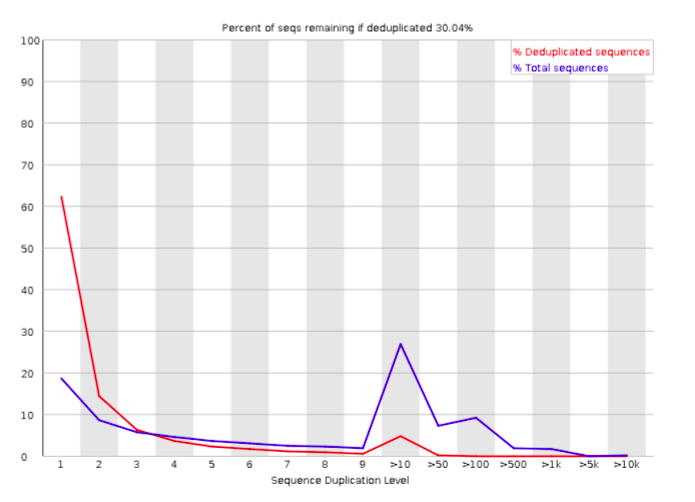 Percent of seqs remaining if deduplicated 30.04%
% Deduplicated sequences
% Total sequences
100
90
80
70
60
50
40
30
20
10
0
1 2 3 4 5 6 7 8 9 >10 >50 >100 >500 >1k >5k >10k
Sequence Duplication Level